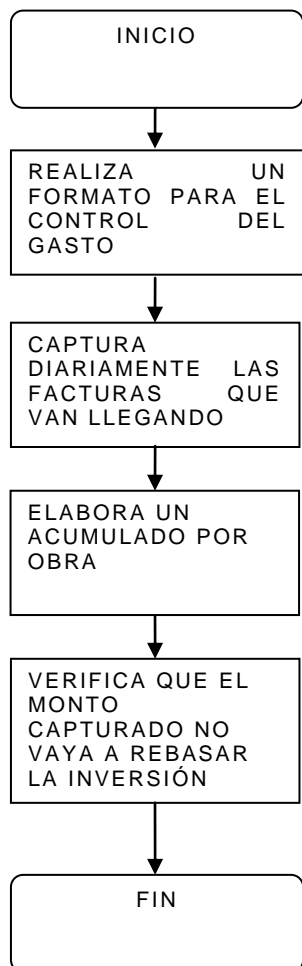 INICIO
REALIZA UN
FORMATO PARA EL
CONTROL DEL
GASTO
CAPTURA
DIARIAMENTE LAS
FACTURAS QUE
VAN LLEGANDO
ELABORA UN
ACUMULADO POR
OBRA
VERIFICA QUE EL
MONTO
CAPTURADO NO
VAYA A REBASAR
LA INVERSIÓN
FIN